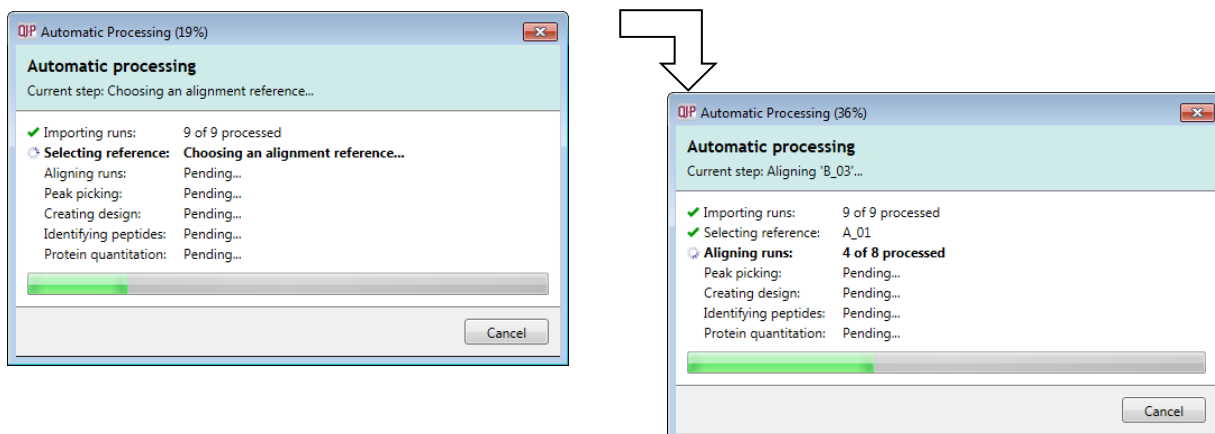 QIP Automatic Processing (19%)
Automatic processing
Current step: Choosing an alignment reference...
Importing runs: 9 of 9 processed
Selecting reference: Choosing an alignment reference...
Aligning runs: Pending...
Peak picking: Pending...
Creating design: Pending...
Identifying peptides: Pending...
Protein quantitation: Pending...
Cancel
QIP Automatic Processing (36%)
Automatic processing
Current step: Aligning 'B_03'...
Importing runs: 9 of 9 processed
Selecting reference: A_01
Aligning runs: 4 of 8 processed
Peak picking: Pending...
Creating design: Pending...
Identifying peptides: Pending...
Protein quantitation: Pending...
Cancel